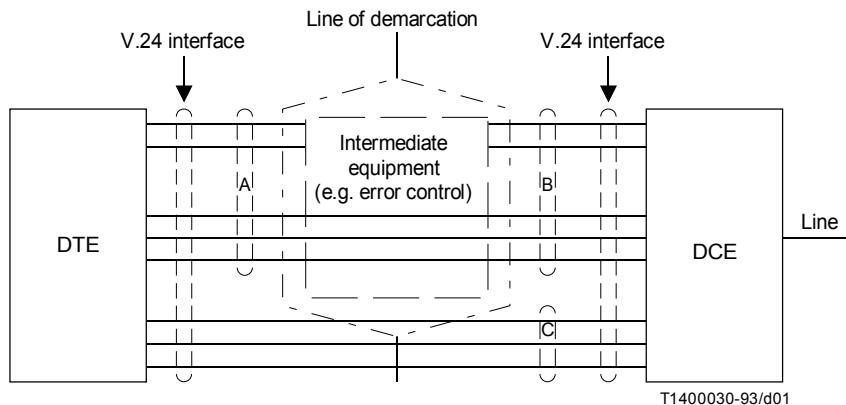 Line of demarcation
V.24 interface
V.24 interface
Intermediate
equipment
(e.g. error control)
A
B
DTE
DCE
Line
C
T1400030-93/d01